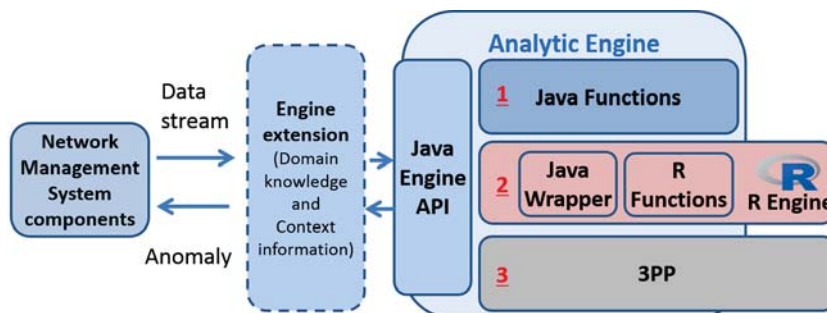 Analytic Engine
Data
stream
Network
Management
System
components
Anomaly
Engine
extension
(Domain
knowledge
and
Context
information)
Java
Engine
API
1
Java Functions
2
Java
Wrapper
R
Functions
R
R Engine
3
3PP